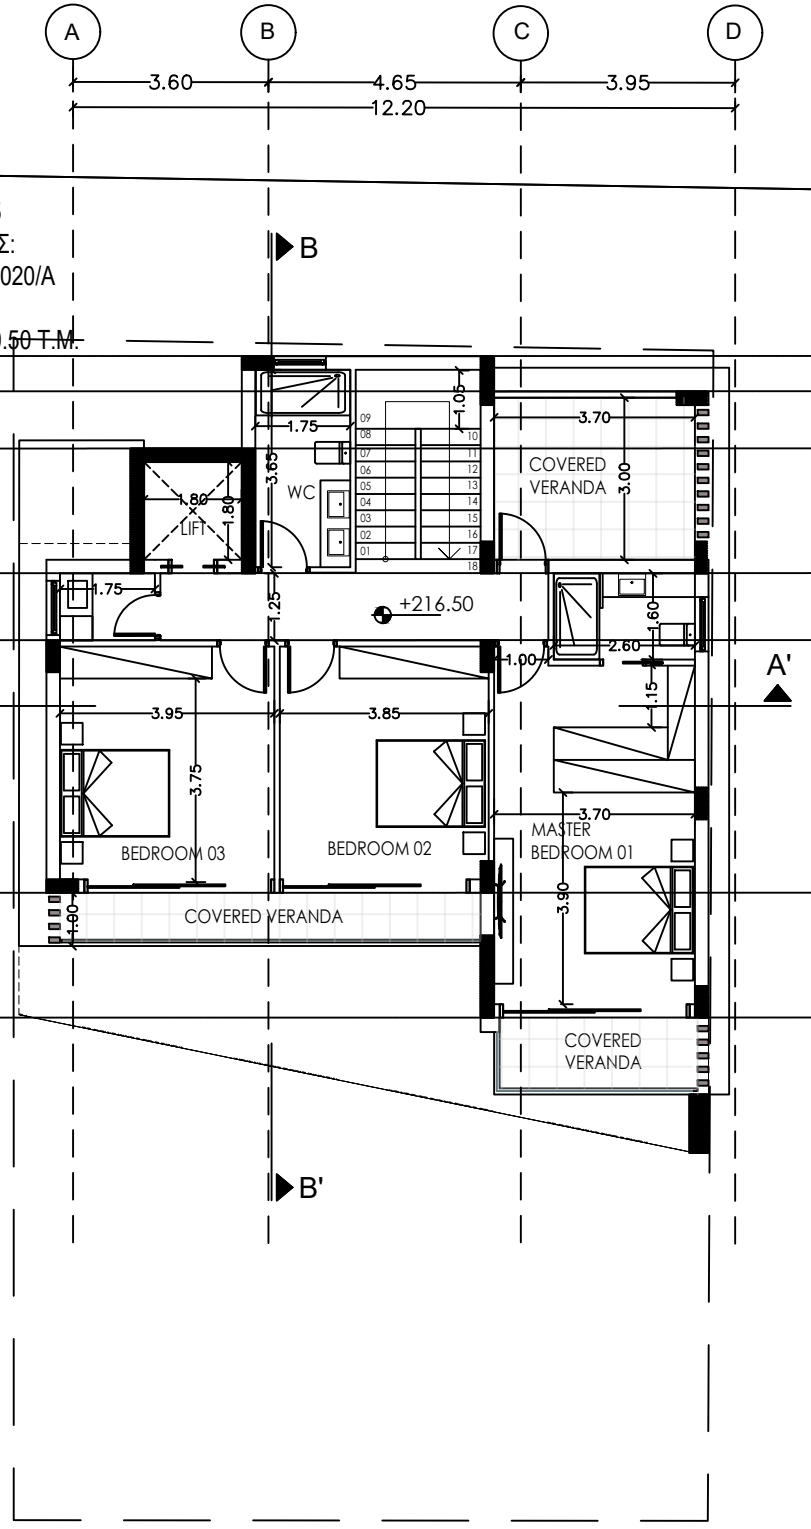 A B C D
3.60 4.65 3.95
12.20
Σ:
B
020/A
.50 T.M.
09
08
07
06
05
04
03
02
01
10
11
12
13
14
15
16
17
18
1.05
1.75
3.65
WC
3.70
COVERED
VERANDA
3.00
1.80
1.80
LIFT
1.75
1.25
+216.50
1.60
2.60
1.00
A'
1.15
3.95
3.85
3.75
3.70
MASTER
BEDROOM 01
BEDROOM 03
BEDROOM 02
3.90
1.00
COVERED VERANDA
COVERED
VERANDA
B'